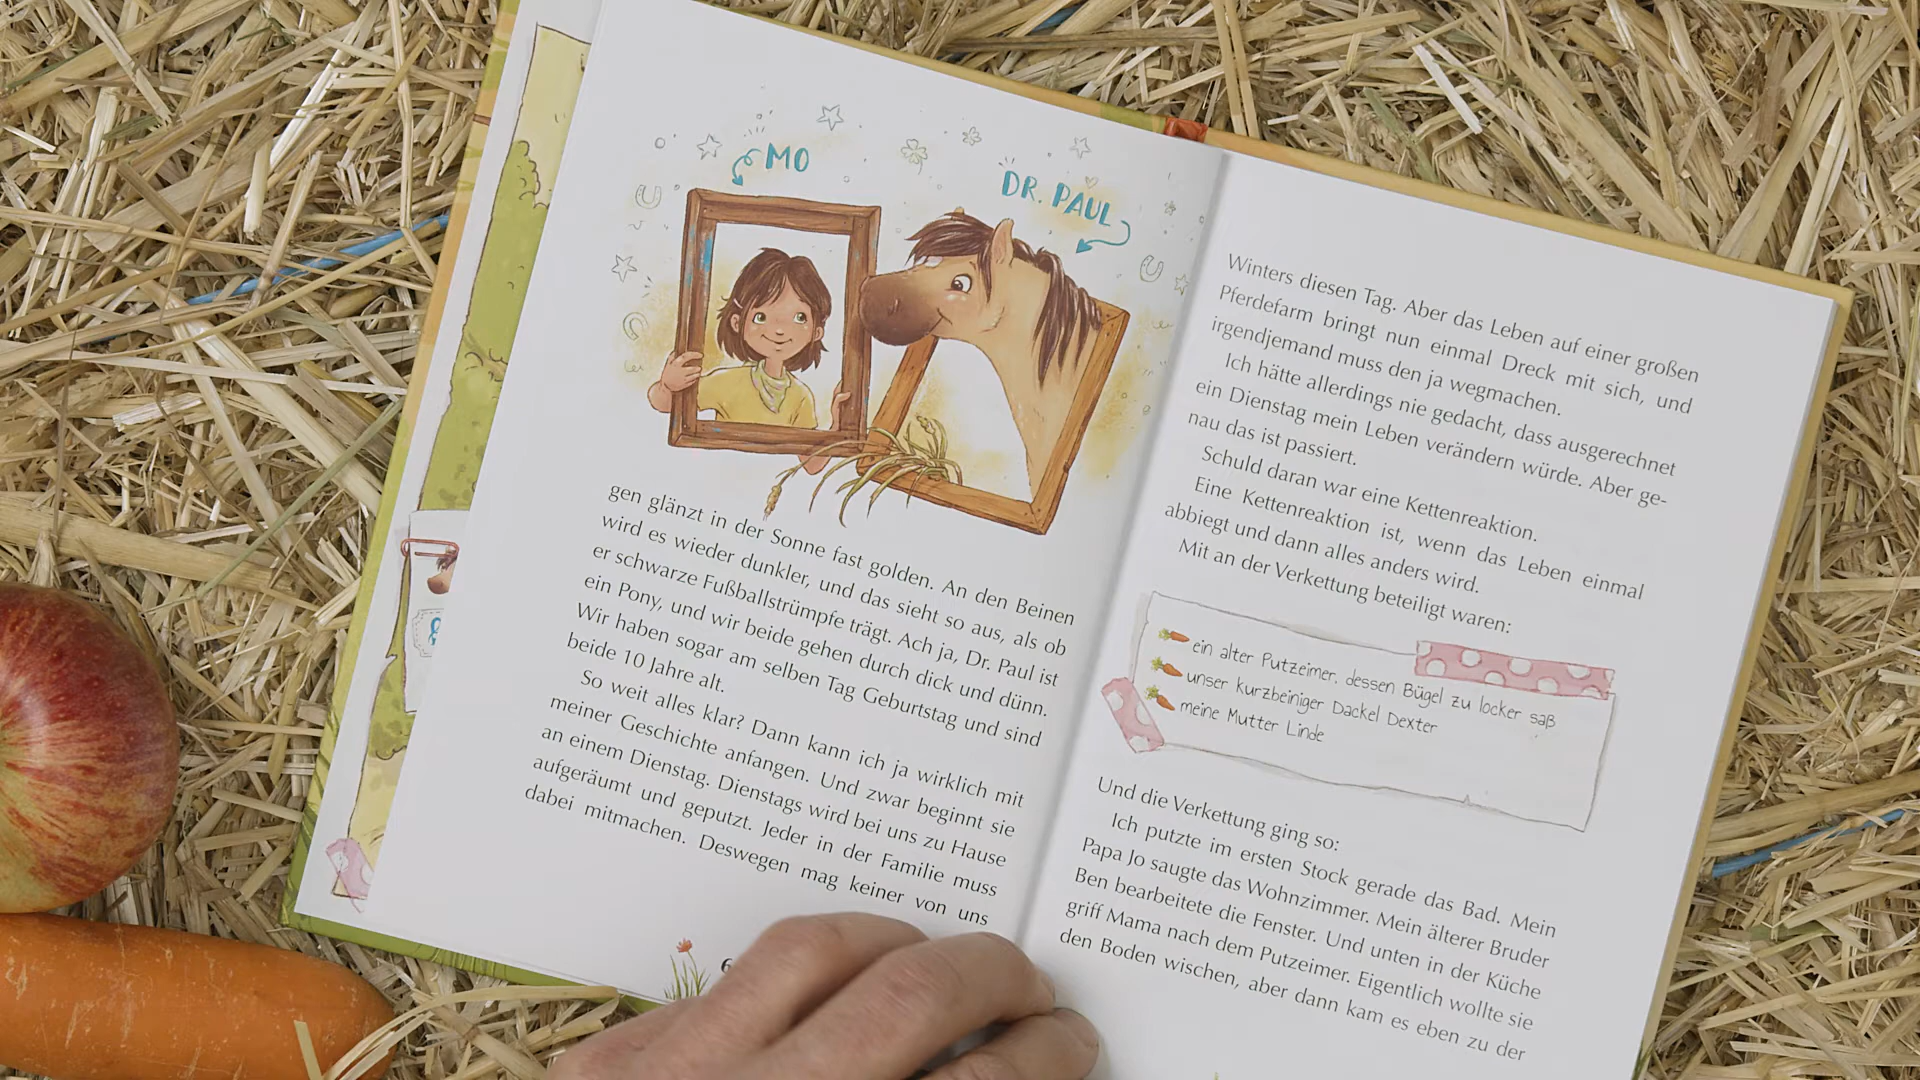 MO
DR. PAUL
gen glänzt in der Sonne fast golden. An den Beinen
wird es wieder dunkler, und das sieht so aus, als ob
er schwarze Fußballstrümpfe trägt. Ach ja, Dr. Paul ist
ein Pony, und wir beide gehen durch dick und dünn.
Wir haben sogar am selben Tag Geburtstag und sind
beide 10 Jahre alt.
So weit alles klar? Dann kann ich ja wirklich mit
meiner Geschichte anfangen. Und zwar beginnt sie
an einem Dienstag. Dienstags wird bei uns zu Hause
aufgeräumt und geputzt. Jeder in der Familie muss
dabei mitmachen. Deswegen mag keiner von uns
6
Winters diesen Tag. Aber das Leben auf einer großen
Pferdefarm bringt nun einmal Dreck mit sich, und
irgendjemand muss den ja wegmachen.
Ich hätte allerdings nie gedacht, dass ausgerechnet
ein Dienstag mein Leben verändern würde. Aber ge-
nau das ist passiert.
Schuld daran war eine Kettenreaktion.
Eine Kettenreaktion ist, wenn das Leben einmal
abbiegt und dann alles anders wird.
Mit an der Verkettung beteiligt waren:
ein alter Putzeimer, dessen Bügel zu locker saß
unser kurzbeiniger Dackel Dexter
meine Mutter Linde
Und die Verkettung ging so:
Ich putzte im ersten Stock gerade das Bad. Mein
Papa Jo saugte das Wohnzimmer. Mein älterer Bruder
Ben bearbeitete die Fenster. Und unten in der Küche
griff Mama nach dem Putzeimer. Eigentlich wollte sie
den Boden wischen, aber dann kam es eben zu der